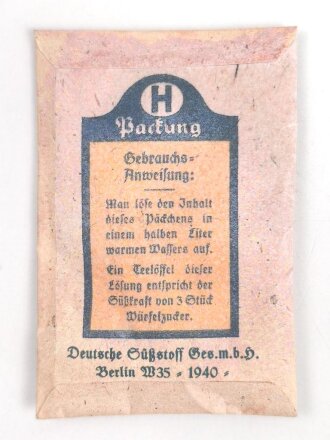 H
Packung
Gebrauchs-
Anweisung:
Man löse den Inhalt
dieses Päckchens in
einem halben Liter
warmen Wassers auf.
Ein Teelöffel dieser
Lösung entspricht der
Süßkraft von 3 Stück
Würfelzucker.
Deutsche Süßstoff Ges.m.b.H.
Berlin W35 - 1940 -